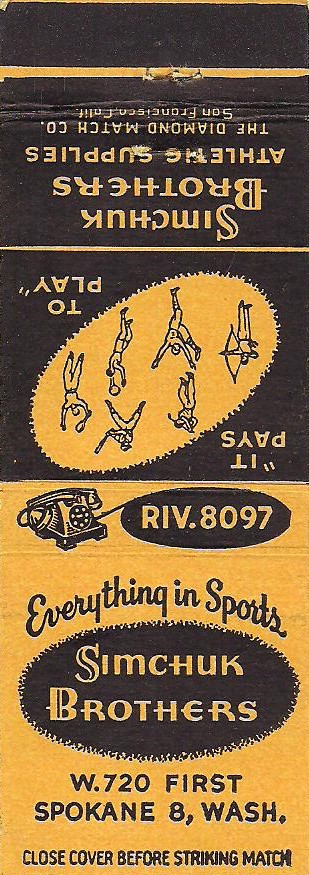 SIMCHUK
BROTHERS
ATHLETIC SUPPLIES
THE DIAMOND MATCH CO.
San Francisco, Calif.
"IT
PAYS
TO
PLAY"
RIV.8097
Everything in Sports
SIMCHUK
BROTHERS
W.720 FIRST
SPOKANE 8, WASH.
CLOSE COVER BEFORE STRIKING MATCH